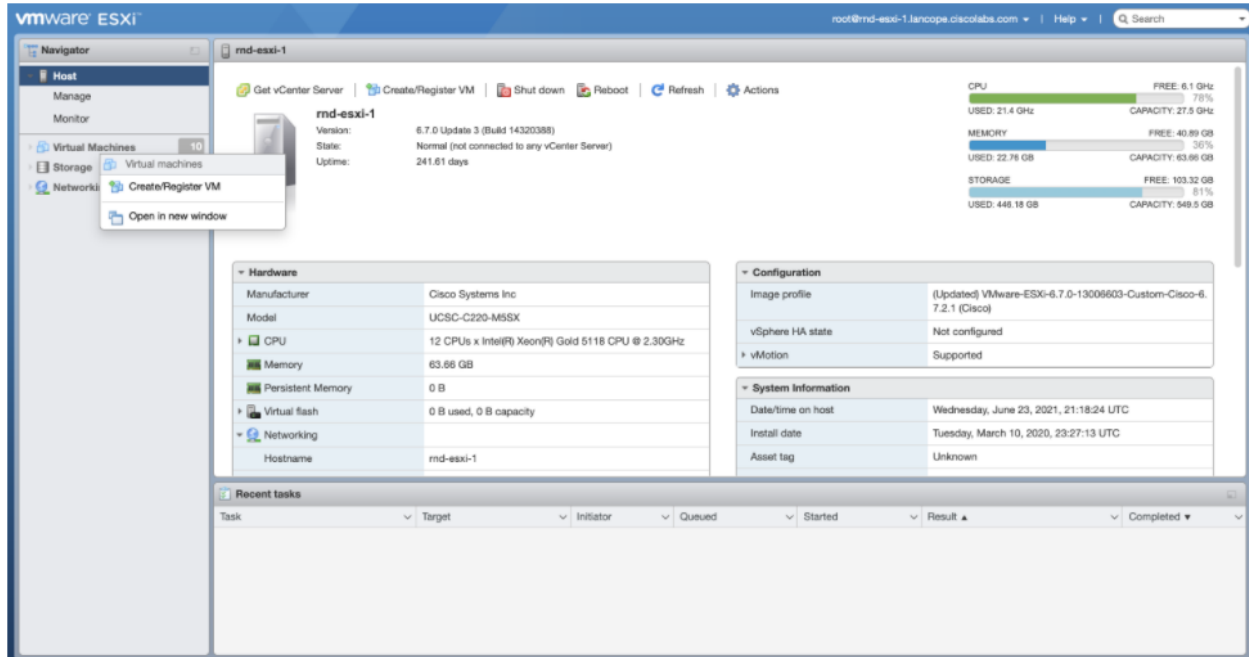 vmware ESXi™
root@rnd-esxi-1.lancope.ciscolabs.com
Help
Search
Navigator
Host
Manage
Monitor
Virtual Machines
10
Storage
Networki
Virtual machines
Create/Register VM
Open in new window
rnd-esxi-1
Get vCenter Server
Create/Register VM
Shut down
Reboot
Refresh
Actions
rnd-esxi-1
Version: 6.7.0 Update 3 (Build 14320388)
State: Normal (not connected to any vCenter Server)
Uptime: 241.61 days
CPU FREE: 6.1 GHz
78%
USED: 21.4 GHz CAPACITY: 27.5 GHz
MEMORY FREE: 40.89 GB
36%
USED: 22.76 GB CAPACITY: 63.66 GB
STORAGE FREE: 103.32 GB
81%
USED: 446.18 GB CAPACITY: 549.5 GB
Hardware
Manufacturer Cisco Systems Inc
Model UCSC-C220-M5SX
CPU 12 CPUs x Intel(R) Xeon(R) Gold 5118 CPU @ 2.30GHz
Memory 63.66 GB
Persistent Memory 0 B
Virtual flash 0 B used, 0 B capacity
Networking
Hostname rnd-esxi-1
Configuration
Image profile (Updated) VMware-ESXi-6.7.0-13006603-Custom-Cisco-6.
7.2.1 (Cisco)
vSphere HA state Not configured
vMotion Supported
System Information
Date/time on host Wednesday, June 23, 2021, 21:18:24 UTC
Install date Tuesday, March 10, 2020, 23:27:13 UTC
Asset tag Unknown
Recent tasks
Task Target Initiator Queued Started Result Completed